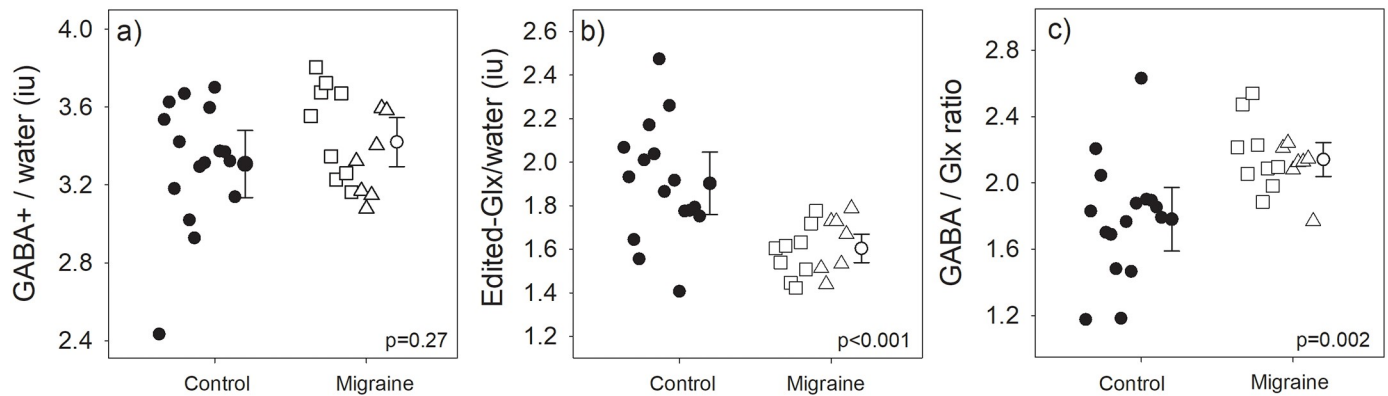 a)
GABA+ / water (iu)
4.0
3.6
3.2
2.8
2.4
p=0.27
Control
Migraine
b)
Edited-Glx/water (iu)
2.6
2.4
2.2
2.0
1.8
1.6
1.4
1.2
p<0.001
Control
Migraine
c)
GABA / Glx ratio
2.8
2.4
2.0
1.6
1.2
p=0.002
Control
Migraine